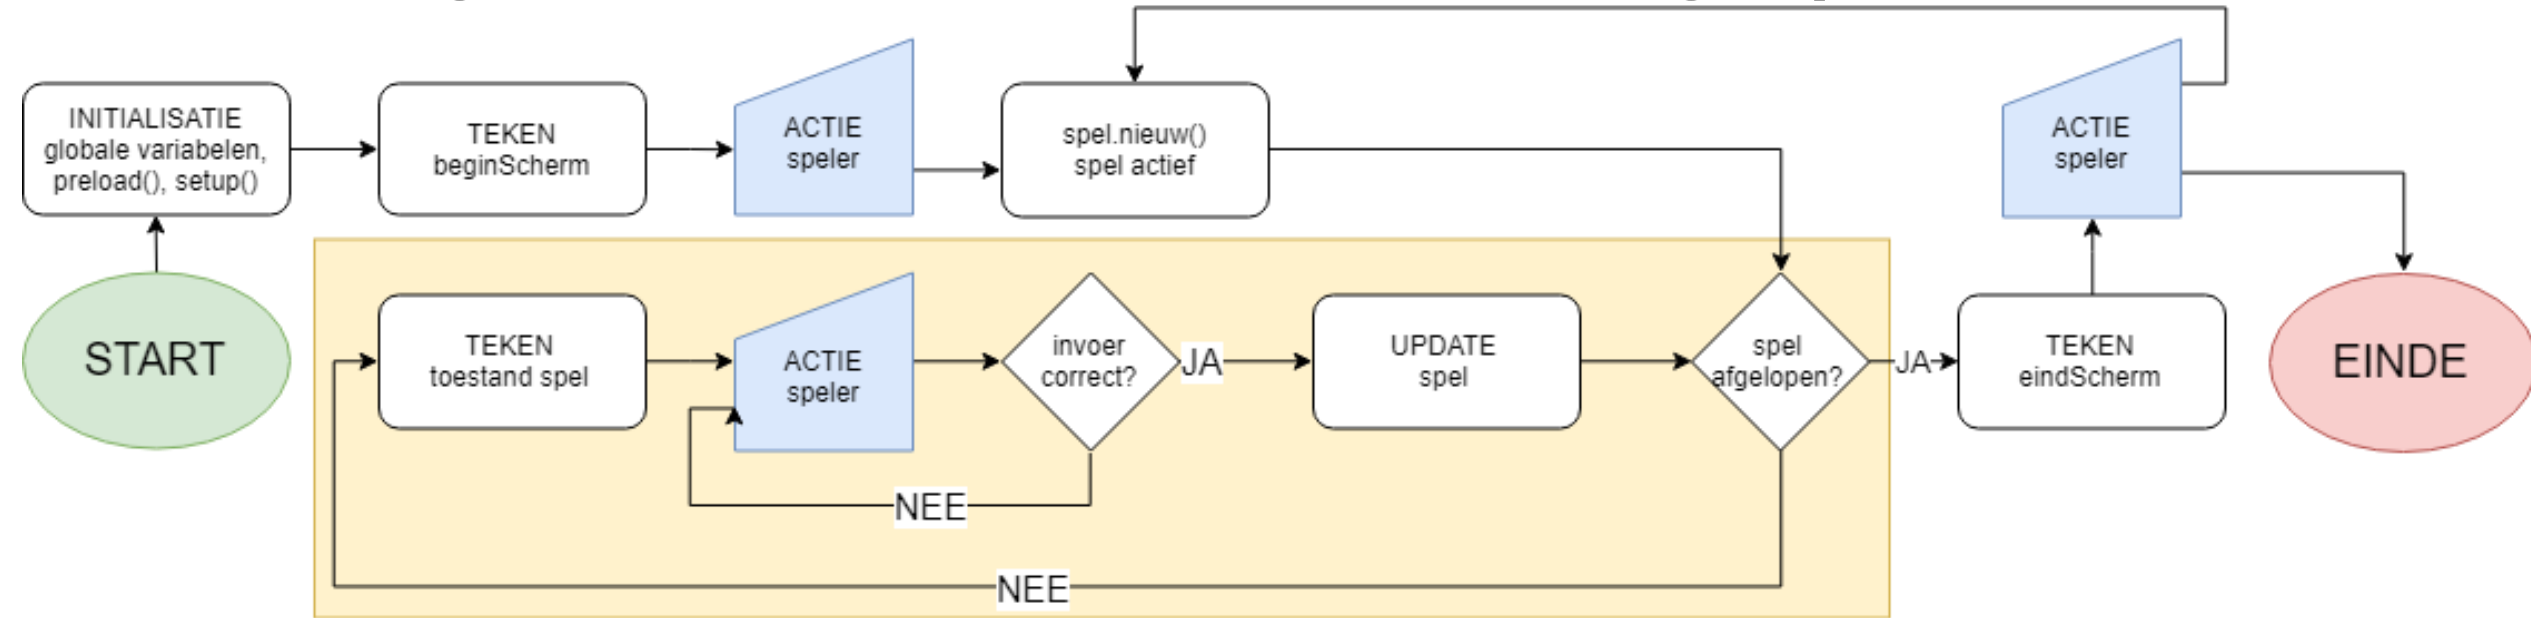 INITIALISATIE
globale variabelen,
preload(), setup()
TEKEN
beginScherm
ACTIE
speler
spel.nieuw()
spel actief
ACTIE
speler
START
TEKEN
toestand spel
ACTIE
speler
invoer
correct?
JA
UPDATE
spel
spel
afgelopen?
JA
TEKEN
eindScherm
EINDE
NEE
NEE